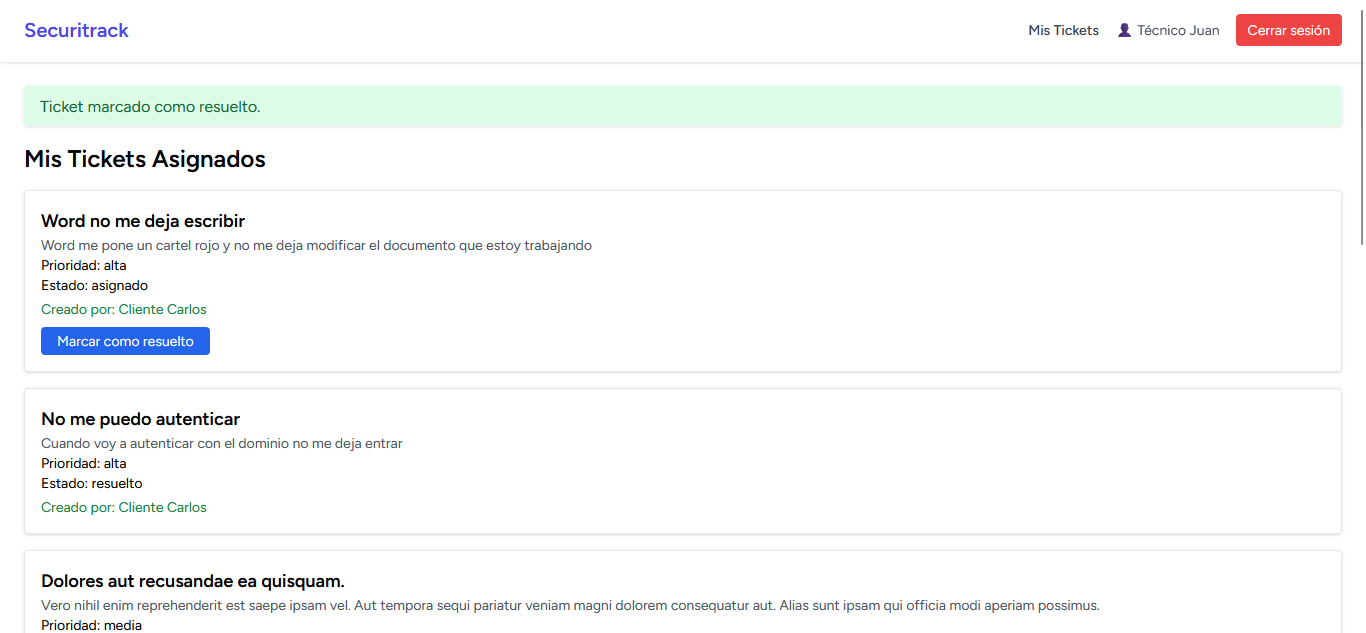 Securitrack
Mis Tickets
Técnico Juan
Cerrar sesión
Ticket marcado como resuelto.
Mis Tickets Asignados
Word no me deja escribir
Word me pone un cartel rojo y no me deja modificar el documento que estoy trabajando
Prioridad: alta
Estado: asignado
Creado por: Cliente Carlos
Marcar como resuelto
No me puedo autenticar
Cuando voy a autenticar con el dominio no me deja entrar
Prioridad: alta
Estado: resuelto
Creado por: Cliente Carlos
Dolores aut recusandae ea quisquam.
Vero nihil enim reprehenderit est saepe ipsam vel. Aut tempora sequi pariatur veniam magni dolorem consequatur aut. Alias sunt ipsam qui officia modi aperiam possimus.
Prioridad: media